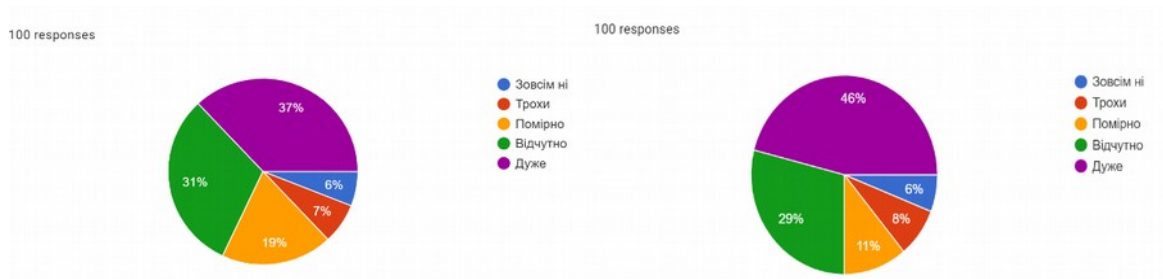 100 responses
37%
31%
19%
7%
6%
Зовсім ні
Трохи
Помірно
Відчутно
Дуже
100 responses
46%
29%
11%
8%
6%
Зовсім ні
Трохи
Помірно
Відчутно
Дуже